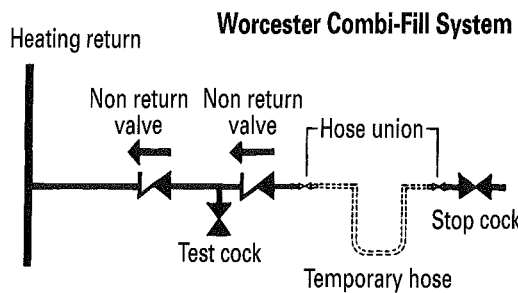 Worcester Combi-Fill System
Heating return
Non return
valve
Non return
valve
Hose union
Stop cock
Test cock
Temporary hose